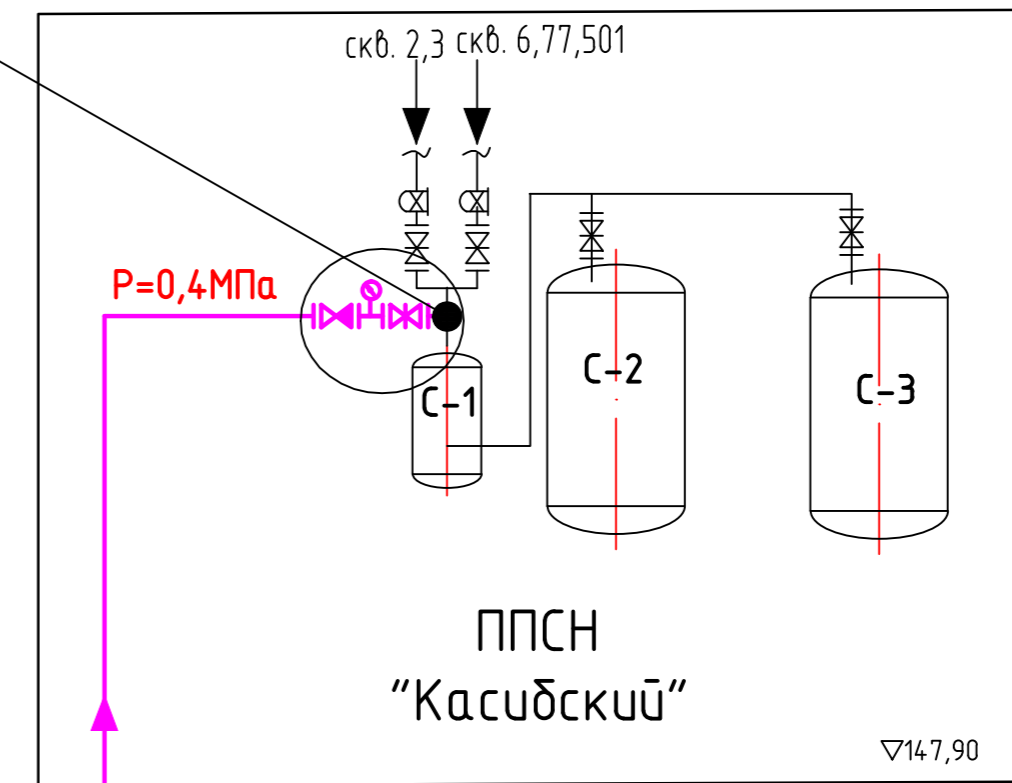 скв. 2,3 скв. 6,77,501
Р=0,4МПа
С-1
С-2
С-3
ППСН
"Касибский"
147,90